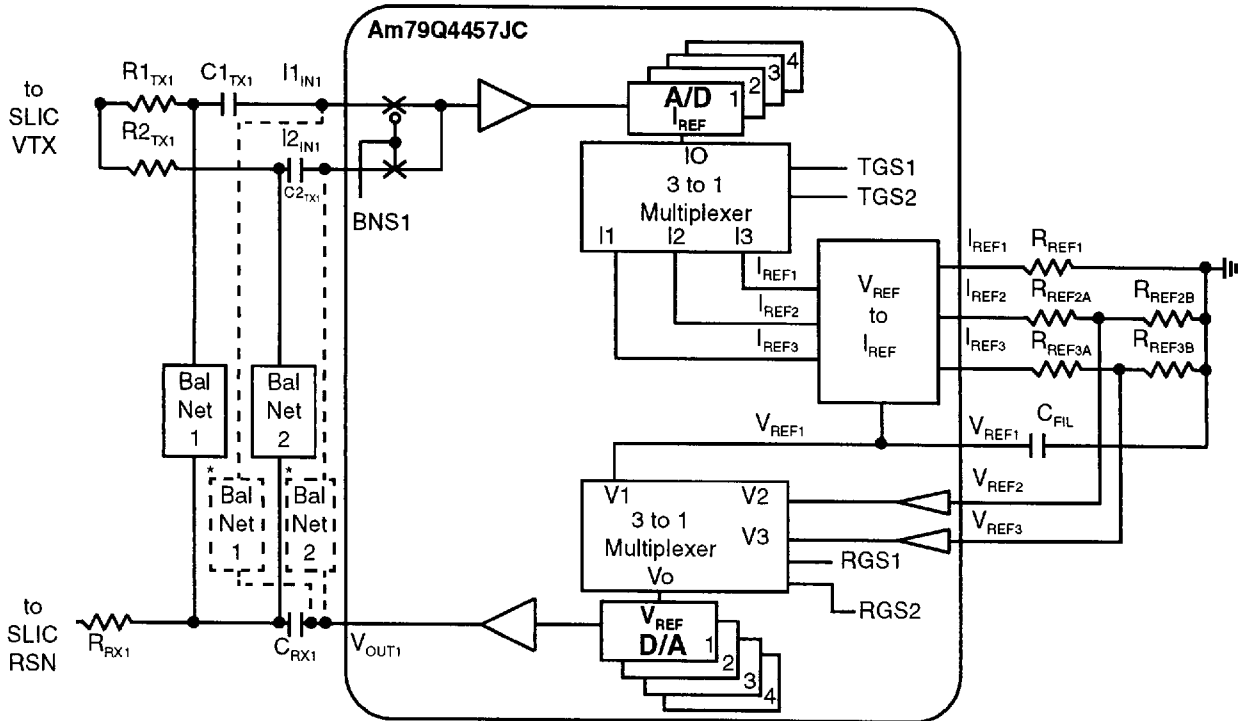 Am79Q4457JC
to
SLIC
VTX
R1TX1
C1TX1
I1IN1
R2TX1
I2IN1
C2TX1
BNS1
A/D
IREF
1
2
3
4
IO
3 to 1
Multiplexer
I1
I2
I3
TGS1
TGS2
IREF1
IREF2
IREF3
VREF
to
IREF
IREF1
RREF1
IREF2
RREF2A
RREF2B
IREF3
RREF3A
RREF3B
VREF1
VREF1
CFIL
VREF2
VREF3
Bal
Net
1
Bal
Net
2
*
Bal
Net
1
*
Bal
Net
2
V1
V2
V3
3 to 1
Multiplexer
Vo
RGS1
RGS2
VREF
D/A
1
2
3
4
to
SLIC
RSN
RRX1
CRX1
VOUT1